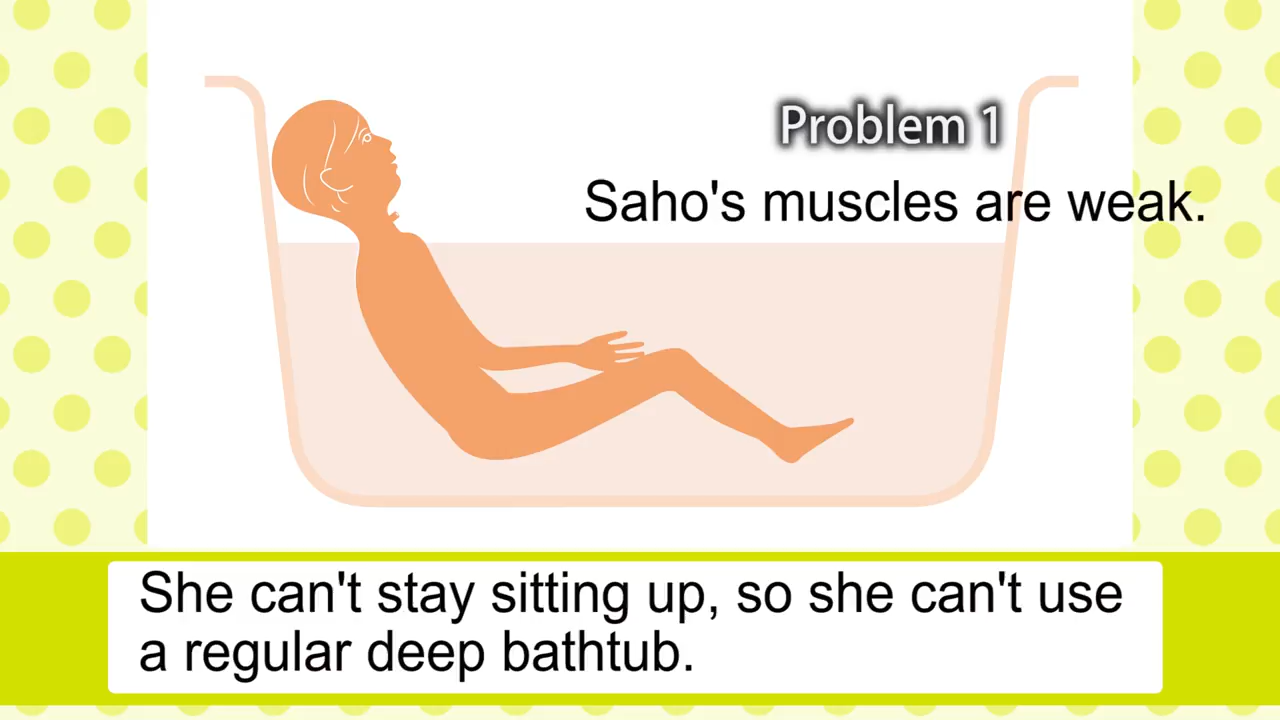 Problem 1
Saho's muscles are weak.
She can't stay sitting up, so she can't use
a regular deep bathtub.